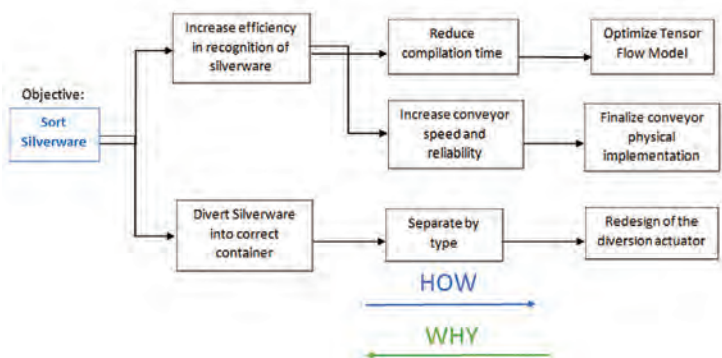 Objective:
Sort
Silverware
Increase efficiency
in recognition of
silverware
Reduce
compilation time
Optimize Tensor
Flow Model
Increase conveyor
speed and
reliability
Finalize conveyor
physical
implementation
Divert Silverware
into correct
container
Separate by
type
Redesign of the
diversion actuator
HOW
WHY